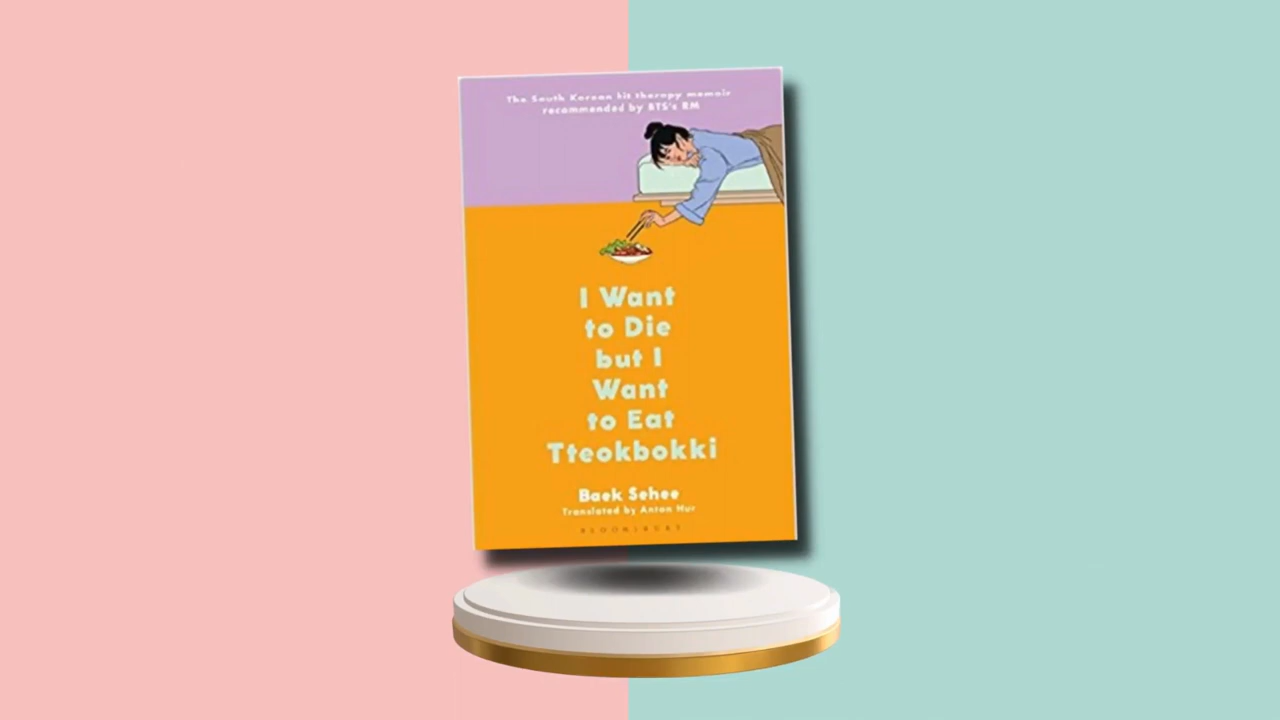 The South Korean hit therapy memoir
recommended by BTS's RM
I Want
to Die
but I
Want
to Eat
Tteokbokki
Baek Sehee
Translated by Anton Hur
BLOOMSBURY